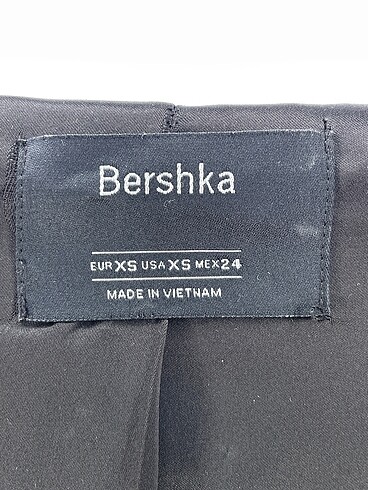 Bershka
EUR XS USA XS MEX 24
MADE IN VIETNAM